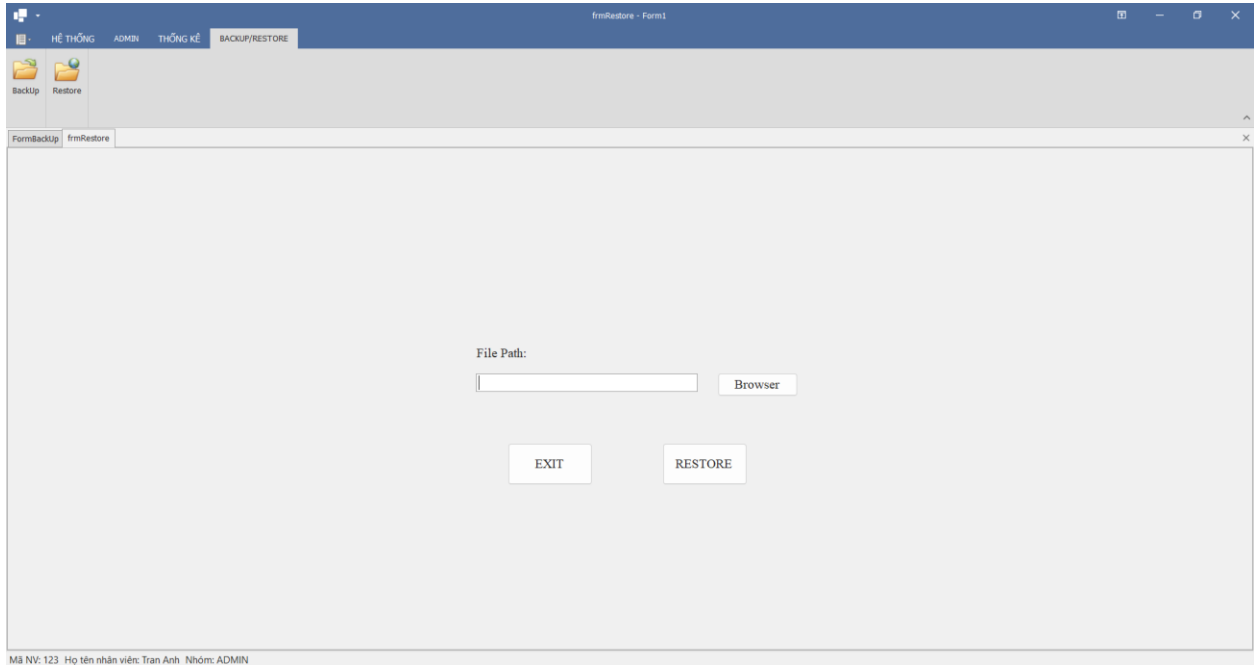 frmRestore - Form1
HỆ THỐNG ADMIN THỐNG KÊ BACKUP/RESTORE
BackUp Restore
FormBackUp frmRestore
File Path:
Browser
EXIT RESTORE
Mã NV: 123 Họ tên nhân viên: Tran Anh Nhóm: ADMIN